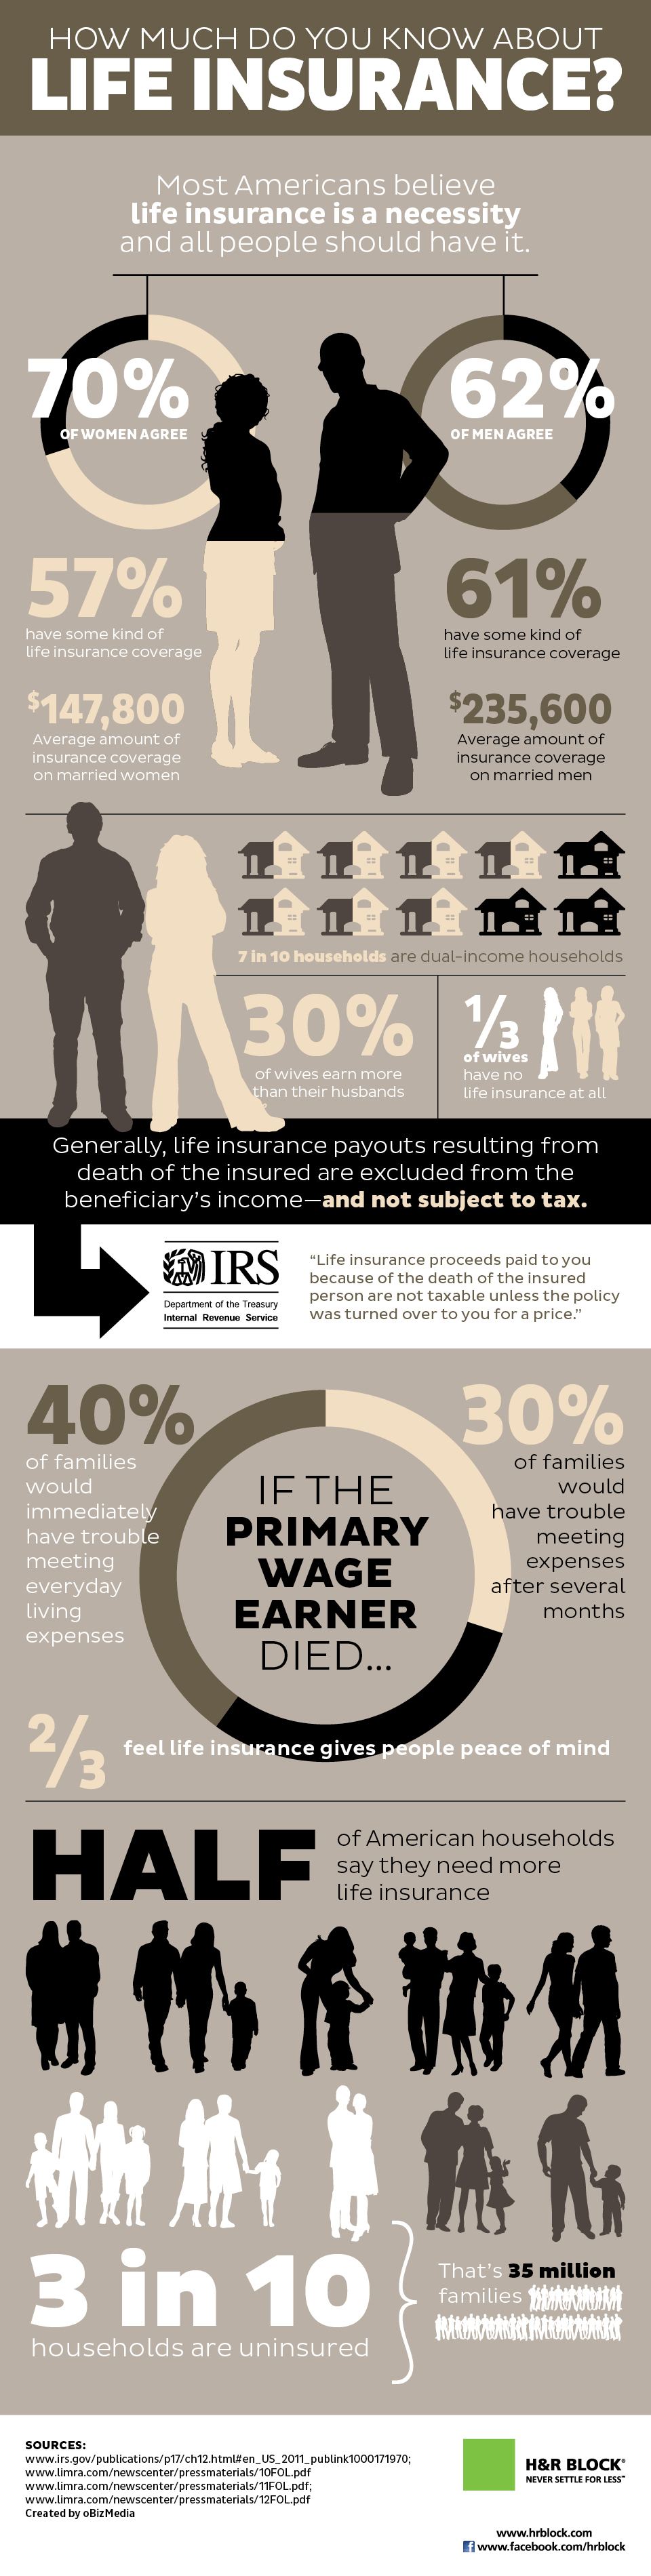 HOW MUCH DO YOU KNOW ABOUT
LIFE INSURANCE?
Most Americans believe
life insurance is a necessity
and all people should have it.
70%
OF WOMEN AGREE
62%
OF MEN AGREE
57%
have some kind of
life insurance coverage
61%
have some kind of
life insurance coverage
$147,800
Average amount of
insurance coverage
on married women
$235,600
Average amount of
insurance coverage
on married men
7 in 10 households are dual-income households
30%
of wives earn more
than their husbands
1/3
of wives
have no
life insurance at all
Generally, life insurance payouts resulting from
death of the insured are excluded from the
beneficiary's income—and not subject to tax.
IRS
Department of the Treasury
Internal Revenue Service
“Life insurance proceeds paid to you
because of the death of the insured
person are not taxable unless the policy
was turned over to you for a price.”
40%
of families
would
immediately
have trouble
meeting
everyday
living
expenses
IF THE
PRIMARY
WAGE
EARNER
DIED...
30%
of families
would
have trouble
meeting
expenses
after several
months
2/3 feel life insurance gives people peace of mind
HALF
of American households
say they need more
life insurance
3 in 10
households are uninsured
That's 35 million
families
SOURCES:
www.irs.gov/publications/p17/ch12.html#en_US_2011_publink1000171970;
www.limra.com/newscenter/pressmaterials/10FOL.pdf
www.limra.com/newscenter/pressmaterials/11FOL.pdf;
www.limra.com/newscenter/pressmaterials/12FOL.pdf
Created by oBizMedia
H&R BLOCK®
NEVER SETTLE FOR LESS™
www.hrblock.com
www.facebook.com/hrblock